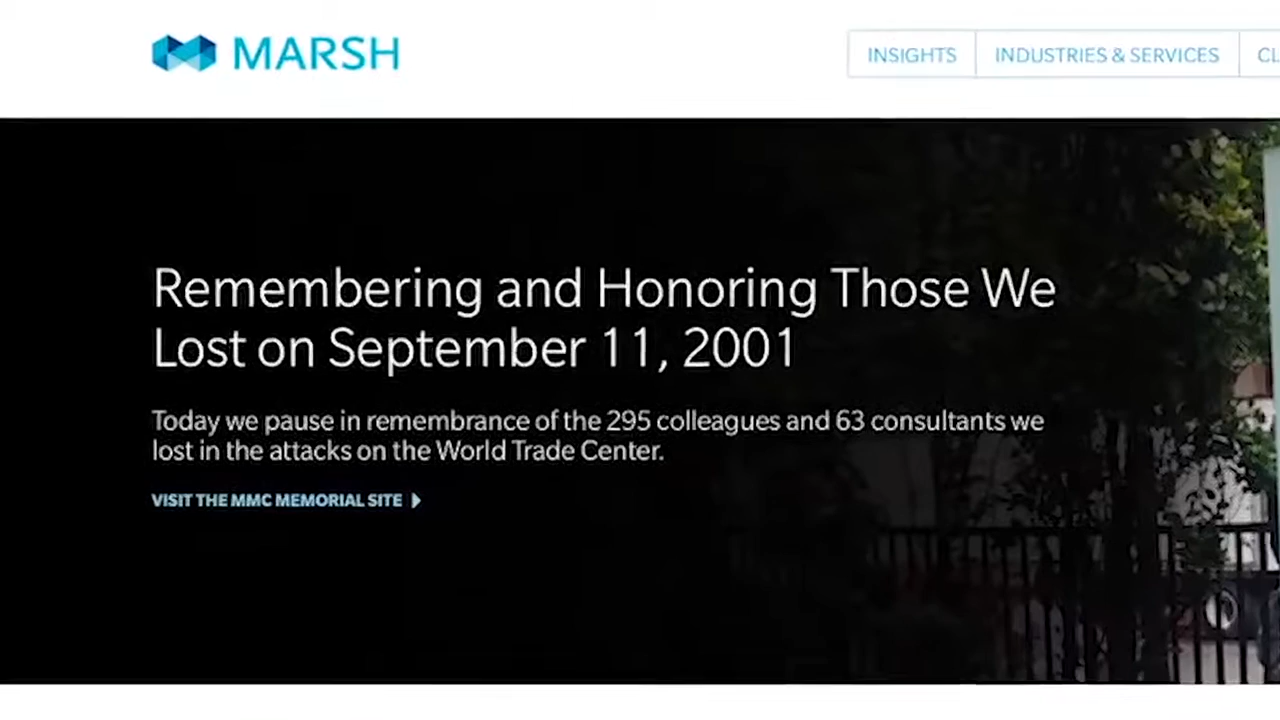 MARSH
INSIGHTS
INDUSTRIES & SERVICES
CL
Remembering and Honoring Those We
Lost on September 11, 2001
Today we pause in remembrance of the 295 colleagues and 63 consultants we
lost in the attacks on the World Trade Center.
VISIT THE MMC MEMORIAL SITE